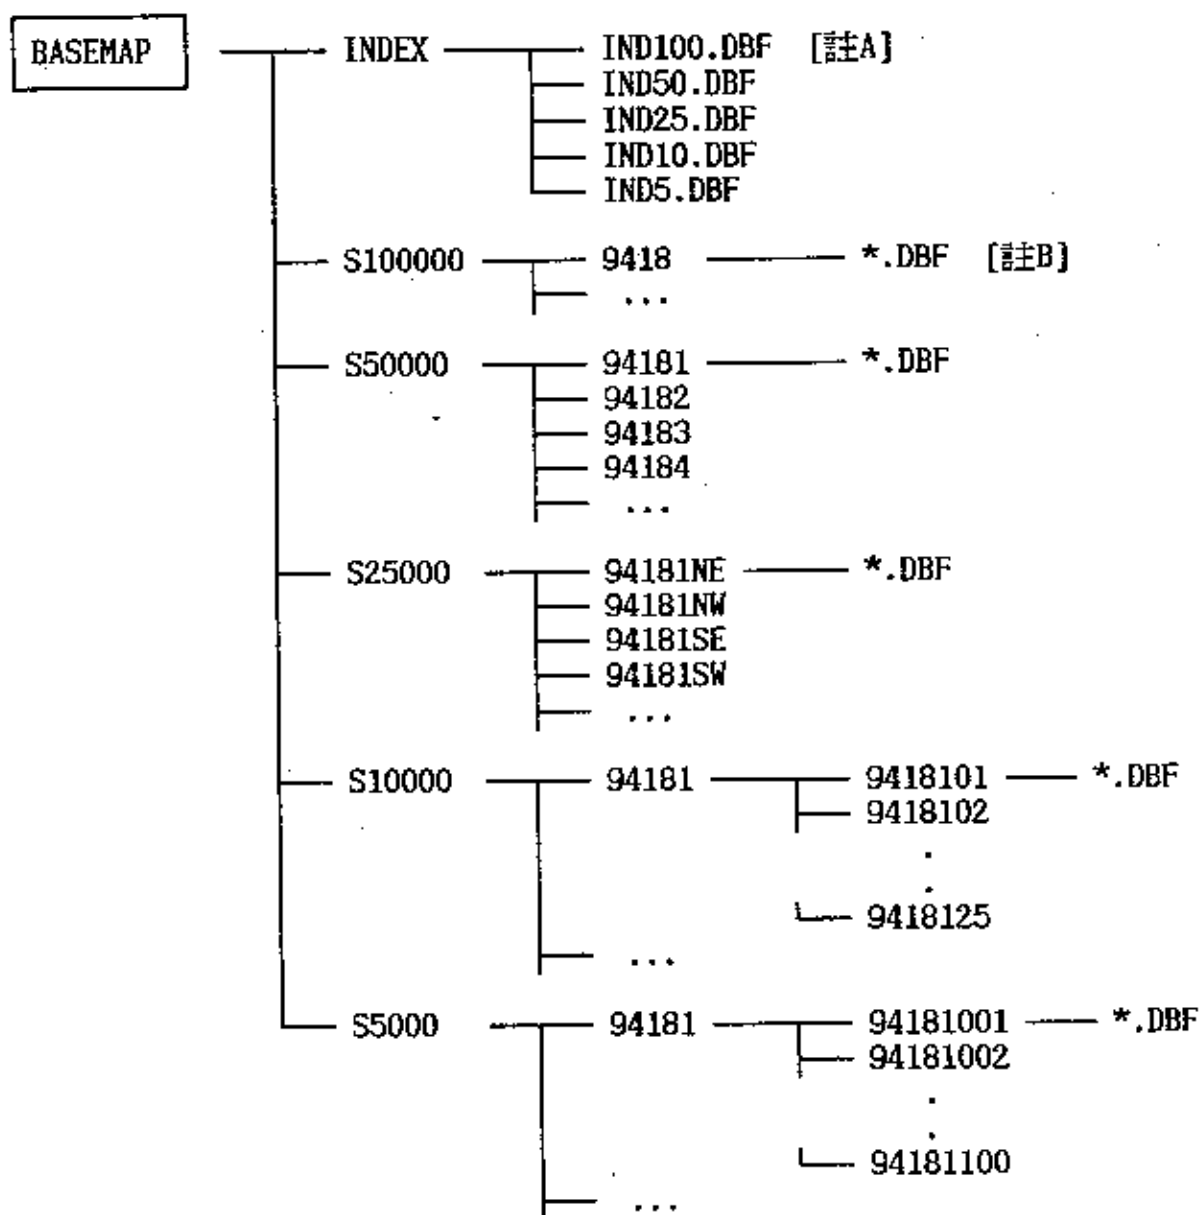 BASEMAP INDEX IND100.DBF [註A]
IND50.DBF
IND25.DBF
IND10.DBF
IND5.DBF
S100000 9418 *.DBF [註B]
...
S50000 94181 *.DBF
94182
94183
94184
...
S25000 94181NE *.DBF
94181NW
94181SE
94181SW
...
S10000 94181 9418101 *.DBF
9418102
.
.
9418125
...
S5000 94181 94181001 *.DBF
94181002
.
.
94181100
...